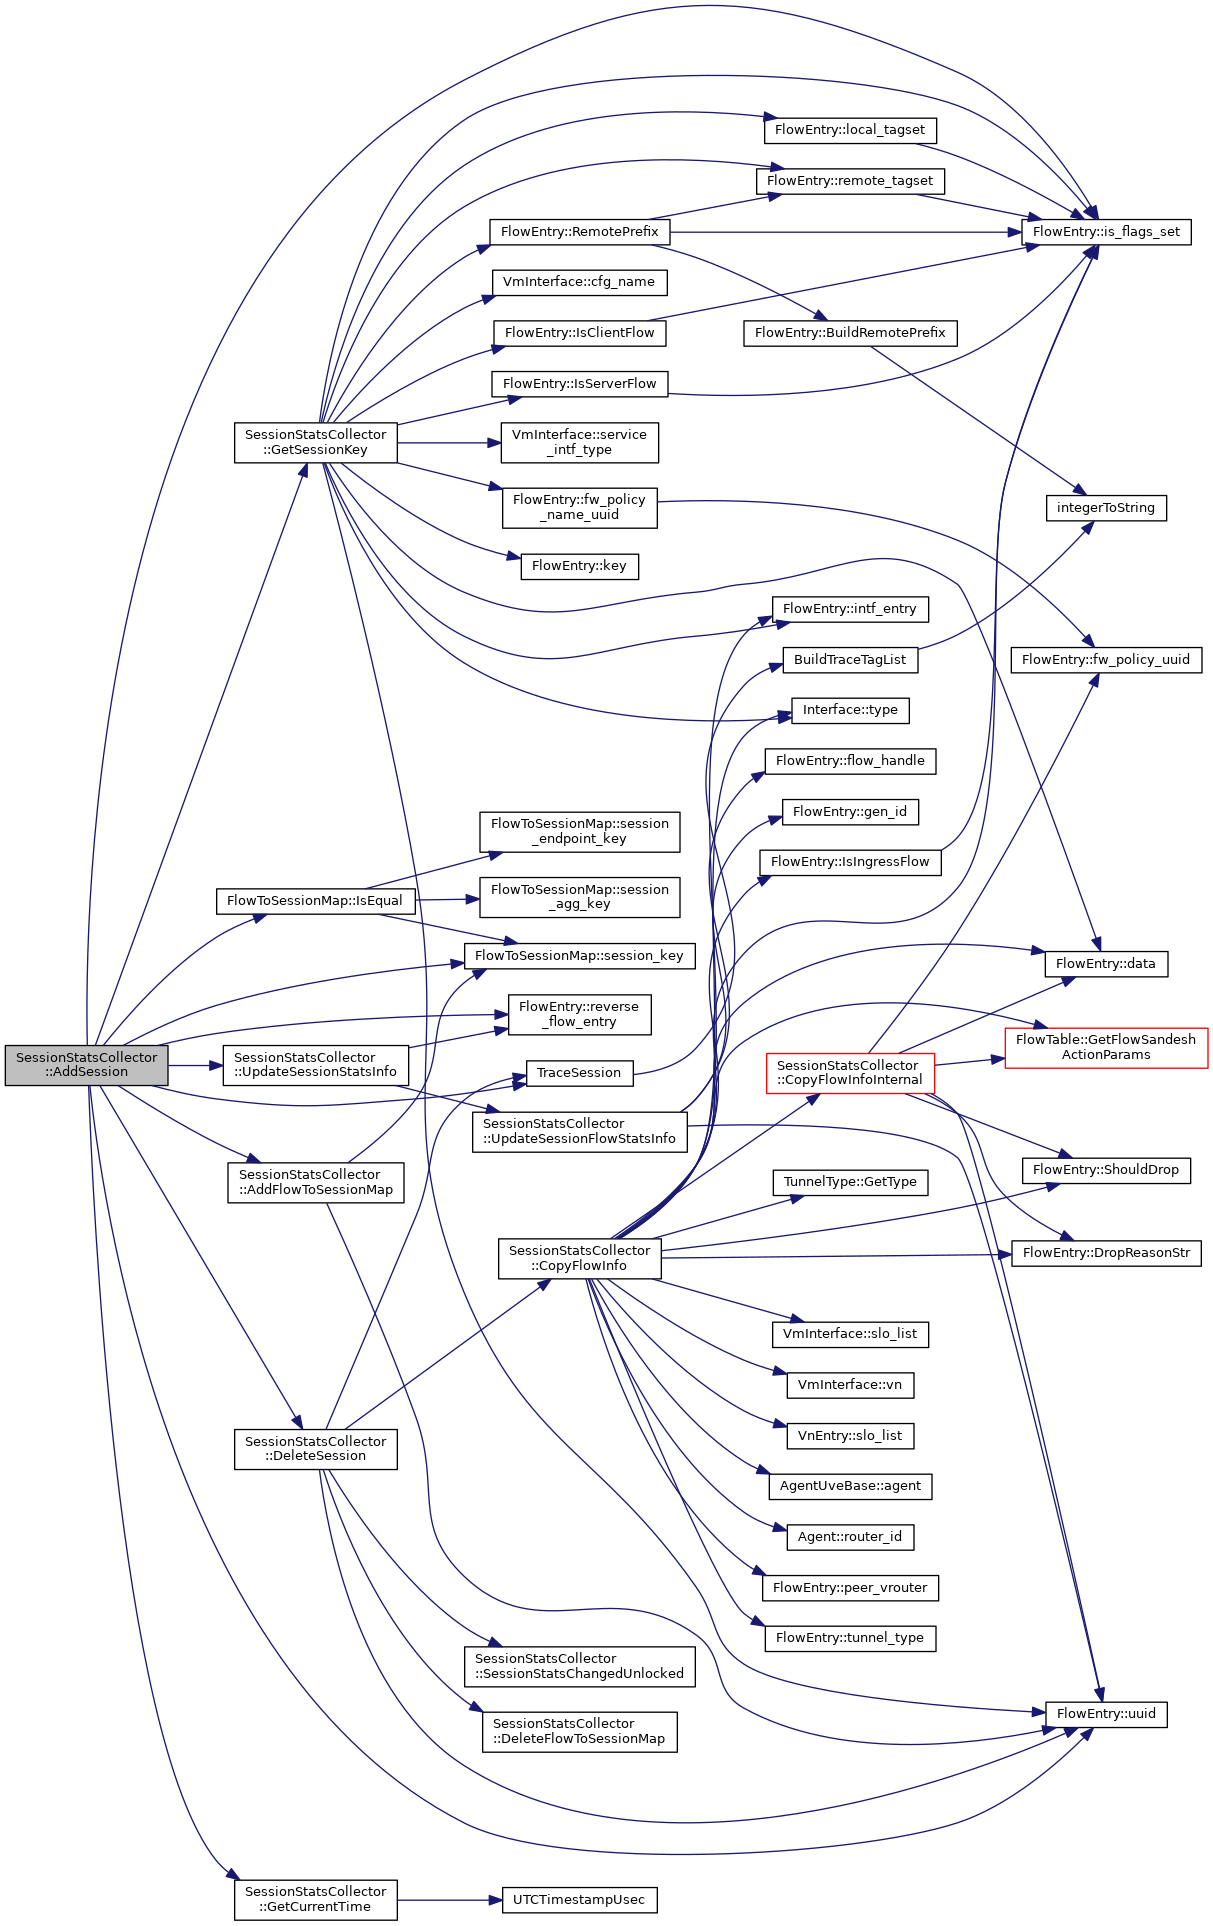 FlowEntry::local_tagset
FlowEntry::remote_tagset
FlowEntry::RemotePrefix
FlowEntry::is_flags_set
VmInterface::cfg_name
FlowEntry::IsClientFlow
FlowEntry::BuildRemotePrefix
FlowEntry::IsServerFlow
SessionStatsCollector
::GetSessionKey
VmInterface::service
_intf_type
FlowEntry::fw_policy
_name_uuid
integerToString
FlowEntry::key
FlowEntry::intf_entry
BuildTraceTagList
FlowEntry::fw_policy_uuid
Interface::type
FlowEntry::flow_handle
FlowEntry::gen_id
FlowToSessionMap::session
_endpoint_key
FlowEntry::IsIngressFlow
FlowToSessionMap::IsEqual
FlowToSessionMap::session
_agg_key
FlowToSessionMap::session_key
FlowEntry::data
FlowEntry::reverse
_flow_entry
FlowTable::GetFlowSandesh
ActionParams
SessionStatsCollector
::AddSession
SessionStatsCollector
::UpdateSessionStatsInfo
TraceSession
SessionStatsCollector
::CopyFlowInfoInternal
SessionStatsCollector
::UpdateSessionFlowStatsInfo
SessionStatsCollector
::AddFlowToSessionMap
TunnelType::GetType
FlowEntry::ShouldDrop
SessionStatsCollector
::CopyFlowInfo
FlowEntry::DropReasonStr
VmInterface::slo_list
VmInterface::vn
VnEntry::slo_list
SessionStatsCollector
::DeleteSession
AgentUveBase::agent
Agent::router_id
FlowEntry::peer_vrouter
FlowEntry::tunnel_type
SessionStatsCollector
::SessionStatsChangedUnlocked
SessionStatsCollector
::DeleteFlowToSessionMap
FlowEntry::uuid
SessionStatsCollector
::GetCurrentTime
UTCTimestampUsec